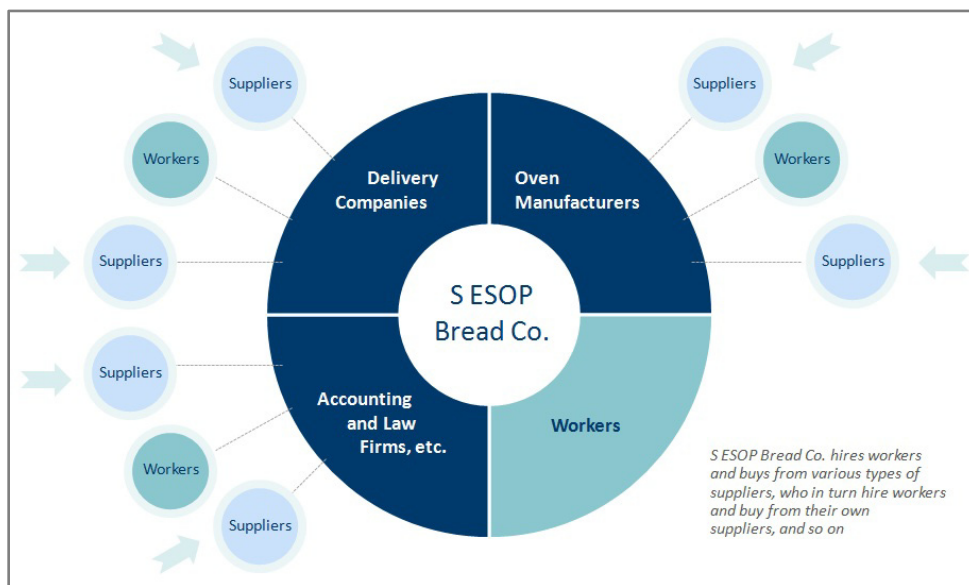 Suppliers
Suppliers
Workers
Workers
Delivery
Companies
Oven
Manufacturers
Suppliers
Suppliers
S ESOP
Bread Co.
Suppliers
Accounting
and Law
Firms, etc.
Workers
Workers
Suppliers
S ESOP Bread Co. hires workers
and buys from various types of
suppliers, who in turn hire workers
and buy from their own
suppliers, and so on